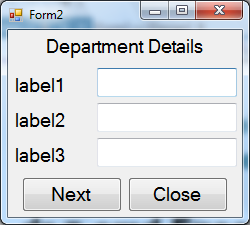 Form2
Department Details
label1
label2
label3
Next Close